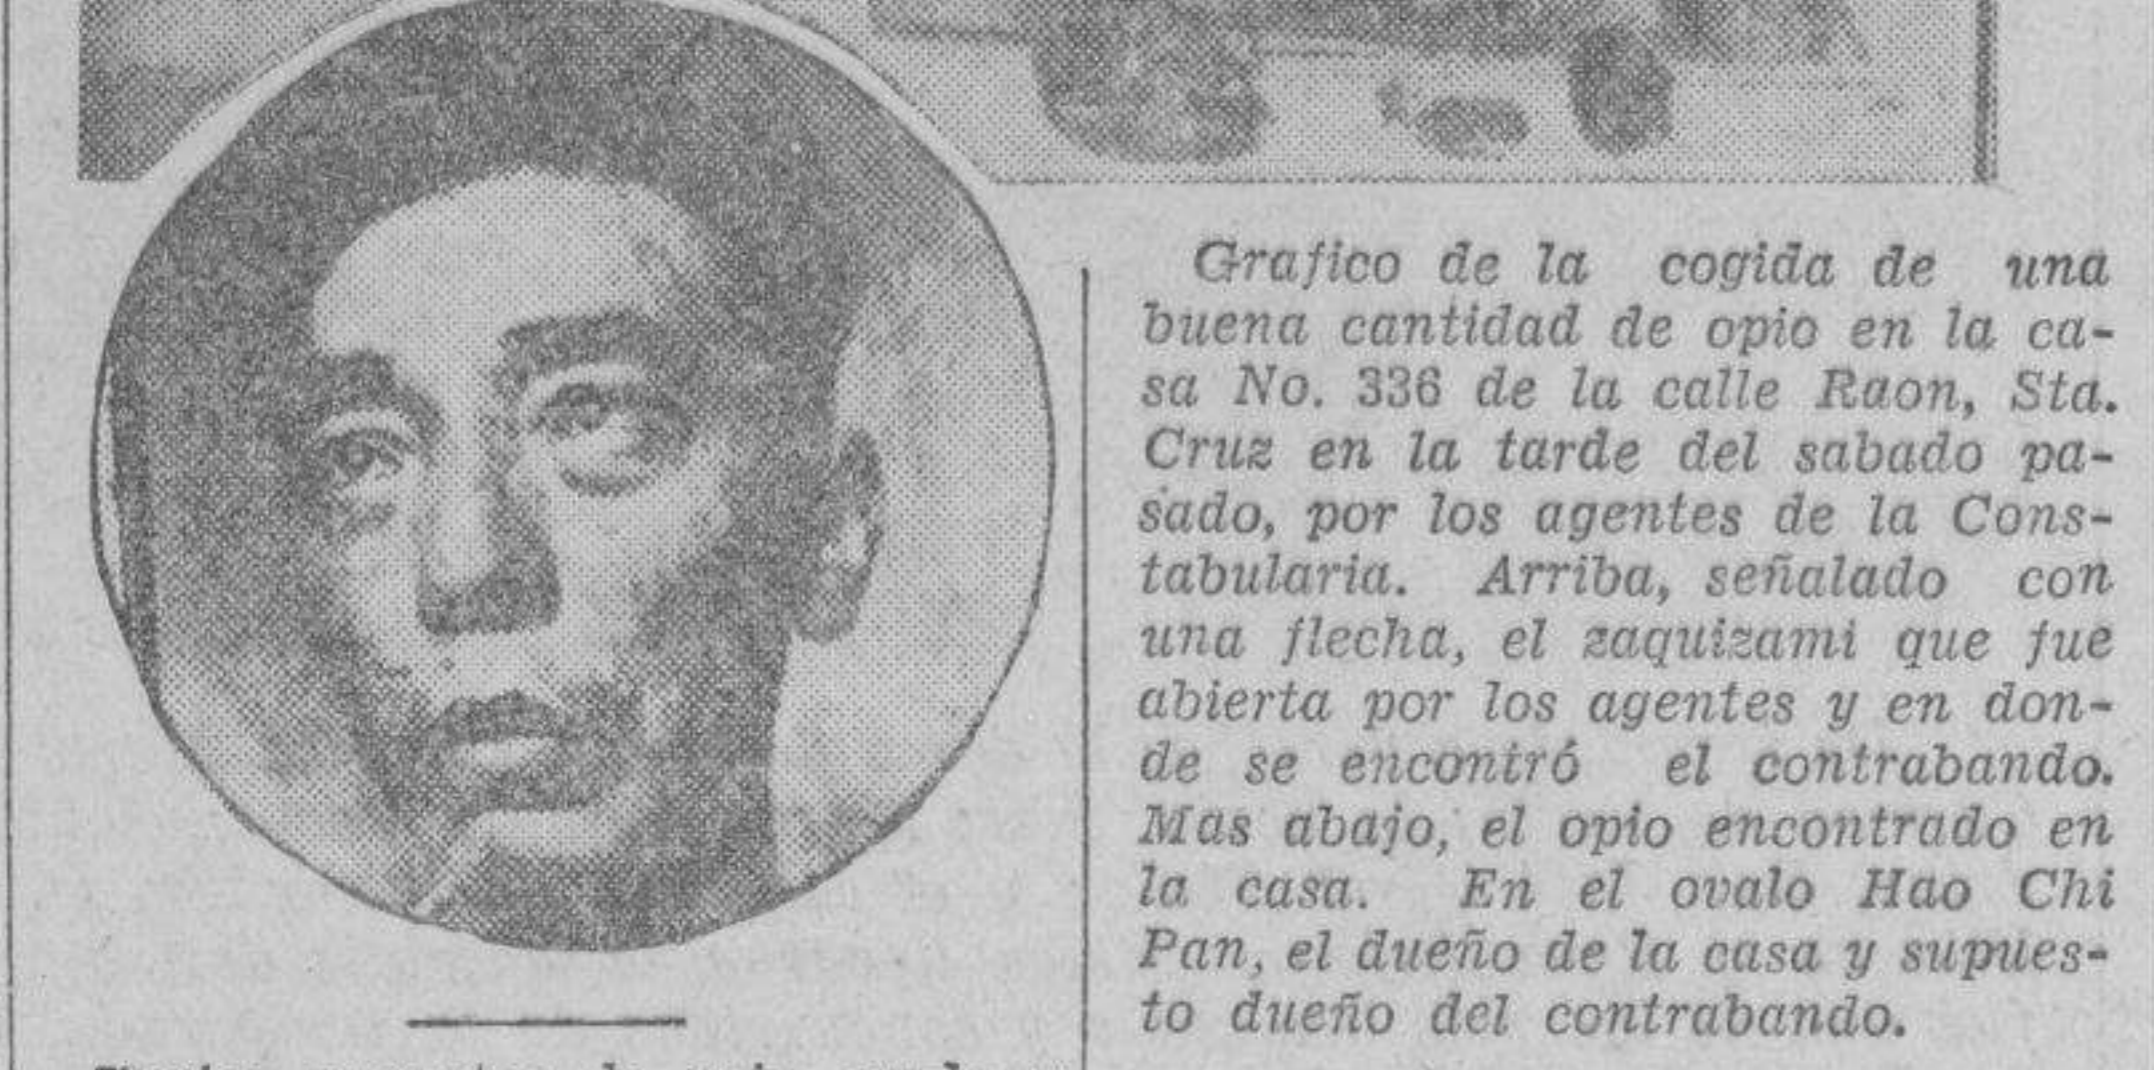 Grafico de la cogida de una
buena cantidad de opio en la ca-
sa No. 336 de la calle Raon, Sta.
Cruz en la tarde del sabado pa-
sado, por los agentes de la Cons-
tabularia. Arriba, señalado con
una flecha, el zaquizami que fue
abierta por los agentes y en don-
de se encontró el contrabando.
Mas abajo, el opio encontrado en
la casa. En el ovalo Hao Chi
Pan, el dueño de la casa y supues-
to dueño del contrabando.